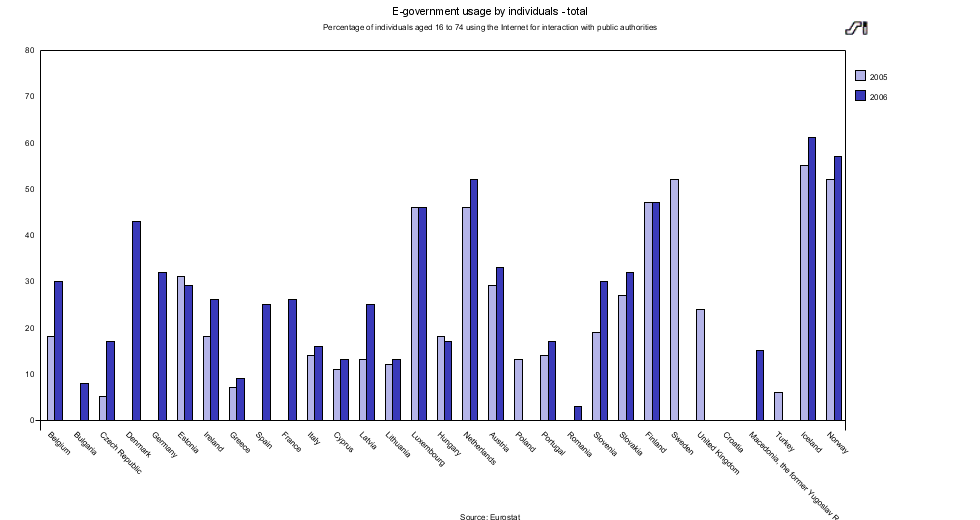 E-government usage by individuals - total
Percentage of individuals aged 16 to 74 using the Internet for interaction with public authorities
80
70
60
50
40
30
20
10
0
2005
2006
Belgium
Bulgaria
Czech Republic
Denmark
Germany
Estonia
Ireland
Greece
Spain
France
Italy
Cyprus
Latvia
Lithuania
Luxembourg
Hungary
Netherlands
Austria
Poland
Portugal
Romania
Slovenia
Slovakia
Finland
Sweden
United Kingdom
Croatia
Macedonia, the former Yugoslav R
Turkey
Iceland
Norway
Source: Eurostat